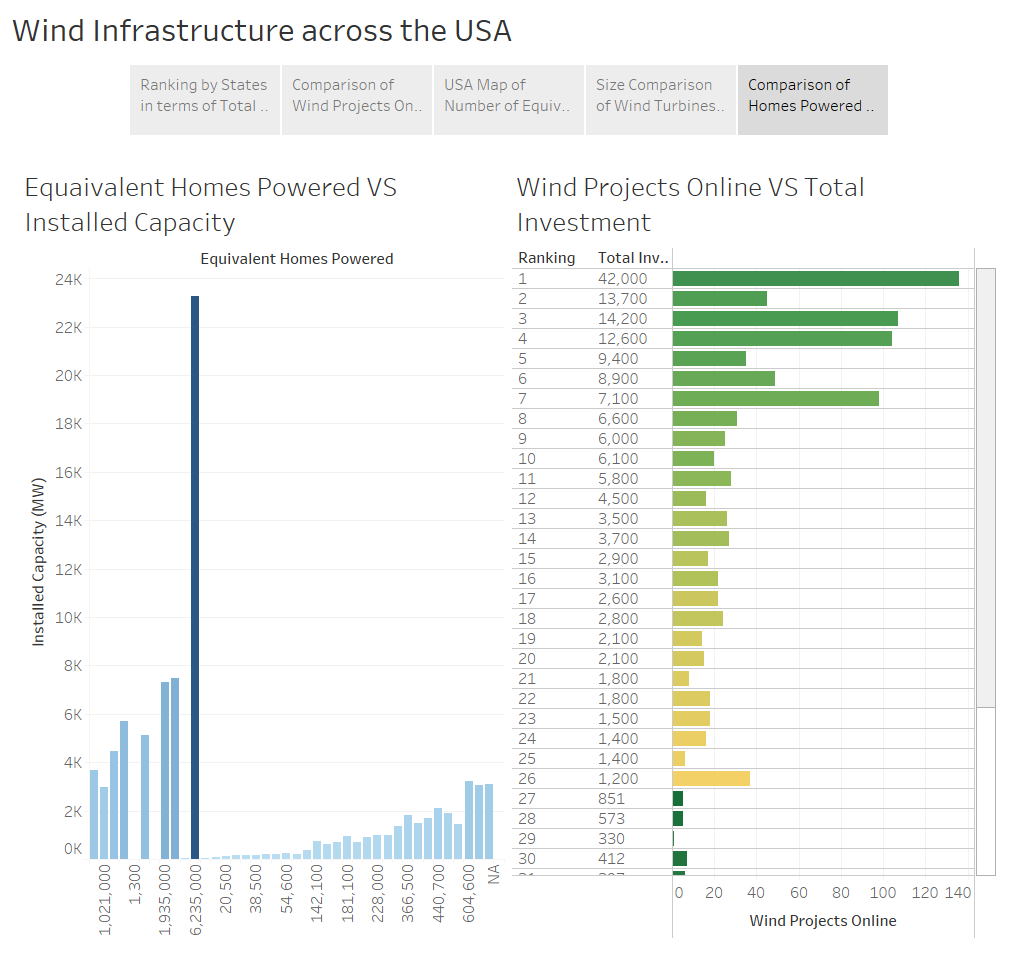 Wind Infrastructure across the USA
Ranking by States
in terms of Total ..
Comparison of
Wind Projects On..
USA Map of
Number of Equiv..
Size Comparison
of Wind Turbines..
Comparison of
Homes Powered ..
Equaivalent Homes Powered VS
Installed Capacity
Equivalent Homes Powered
Installed Capacity (MW)
24K
22K
20K
18K
16K
14K
12K
10K
8K
6K
4K
2K
0K
1,021,000
1,300
1,935,000
6,235,000
20,500
38,500
54,600
142,100
181,100
228,000
366,500
440,700
604,600
NA
Wind Projects Online VS Total
Investment
Ranking Total Inv..
1 42,000
2 13,700
3 14,200
4 12,600
5 9,400
6 8,900
7 7,100
8 6,600
9 6,000
10 6,100
11 5,800
12 4,500
13 3,500
14 3,700
15 2,900
16 3,100
17 2,600
18 2,800
19 2,100
20 2,100
21 1,800
22 1,800
23 1,500
24 1,400
25 1,400
26 1,200
27 851
28 573
29 330
30 412
0 20 40 60 80 100 120 140
Wind Projects Online